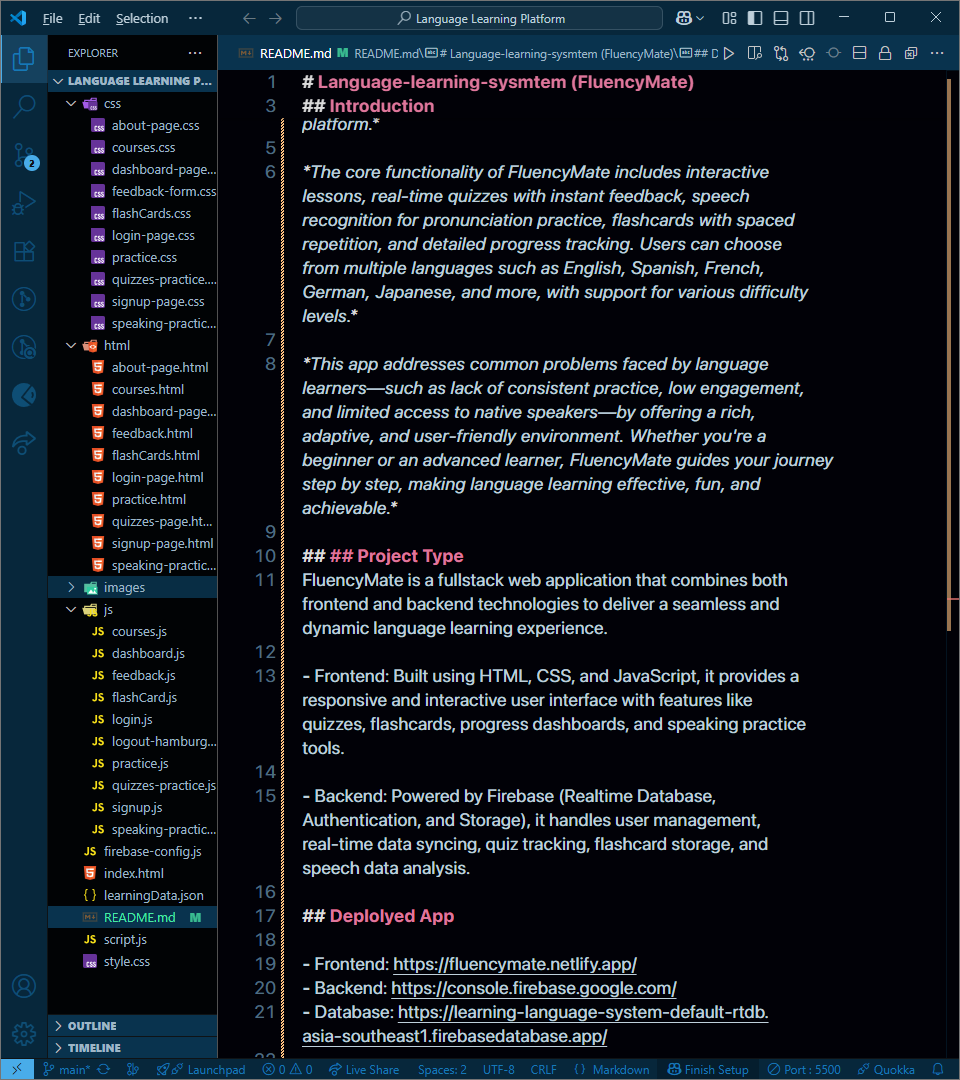 File Edit Selection ··· Language Learning Platform
EXPLORER ···
README.md M README.md\ # Language-learning-sysmtem (FluencyMate)\ ## D
LANGUAGE LEARNING P...
css
about-page.css
courses.css
dashboard-page...
feedback-form.css
flashCards.css
login-page.css
practice.css
quizzes-practice....
signup-page.css
speaking-practic...
html
about-page.html
courses.html
dashboard-page...
feedback.html
flashCards.html
login-page.html
practice.html
quizzes-page.ht...
signup-page.html
speaking-practic...
images
js
courses.js
dashboard.js
feedback.js
flashCard.js
login.js
logout-hamburg...
practice.js
quizzes-practice.js
signup.js
speaking-practic...
firebase-config.js
index.html
learningData.json
README.md M
script.js
style.css
OUTLINE
TIMELINE
2
1 # Language-learning-sysmtem (FluencyMate)
3 ## Introduction
platform.*
5
6 *The core functionality of FluencyMate includes interactive
lessons, real-time quizzes with instant feedback, speech
recognition for pronunciation practice, flashcards with spaced
repetition, and detailed progress tracking. Users can choose
from multiple languages such as English, Spanish, French,
German, Japanese, and more, with support for various difficulty
levels.*
7
8 *This app addresses common problems faced by language
learners—such as lack of consistent practice, low engagement,
and limited access to native speakers—by offering a rich,
adaptive, and user-friendly environment. Whether you're a
beginner or an advanced learner, FluencyMate guides your journey
step by step, making language learning effective, fun, and
achievable.*
9
10 ## ## Project Type
11 FluencyMate is a fullstack web application that combines both
frontend and backend technologies to deliver a seamless and
dynamic language learning experience.
12
13 - Frontend: Built using HTML, CSS, and JavaScript, it provides a
responsive and interactive user interface with features like
quizzes, flashcards, progress dashboards, and speaking practice
tools.
14
15 - Backend: Powered by Firebase (Realtime Database,
Authentication, and Storage), it handles user management,
real-time data syncing, quiz tracking, flashcard storage, and
speech data analysis.
16
17 ## Deplolyed App
18
19 - Frontend: https://fluencymate.netlify.app/
20 - Backend: https://console.firebase.google.com/
21 - Database: https://learning-language-system-default-rtdb.
asia-southeast1.firebasedatabase.app/
main* Launchpad 0 0 Live Share Spaces: 2 UTF-8 CRLF {} Markdown Finish Setup Port : 5500 Quokka